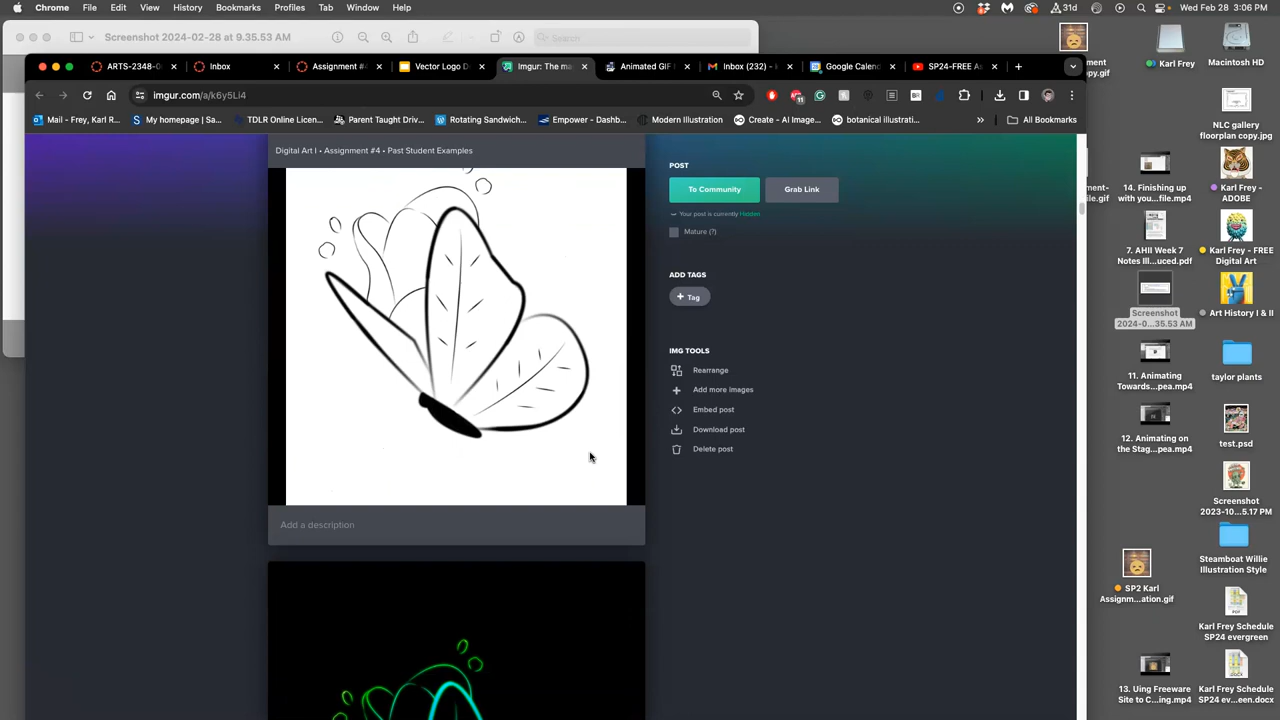 Chrome File Edit View History Bookmarks Profiles Tab Window Help
31d Wed Feb 28 3:06 PM
Screenshot 2024-02-28 at 9.35.53 AM
Search
ARTS-2348-0 Inbox Assignment # Vector Logo D Imgur: The ma Animated GIF Inbox (232) - k Google Calen SP24-FREE A
imgur.com/a/k6y5Li4
Mail - Frey, Karl R... My homepage | Sa... TDLR Online Licen... Parent Taught Driv... Rotating Sandwich... Empower - Dashb... Modern Illustration Create - AI Image... botanical illustrati... » All Bookmarks
Digital Art I • Assignment #4 • Past Student Examples
POST
To Community Grab Link
Your post is currently Hidden
Mature (?)
ADD TAGS
Tag
IMG TOOLS
Rearrange
Add more images
Embed post
Download post
Delete post
Add a description
Karl Frey
Macintosh HD
NLC gallery
floorplan copy.jpg
14. Finishing up
with you...file.mp4
Karl Frey -
ADOBE
7. AHII Week 7
Notes Ill...uced.pdf
Karl Frey - FREE
Digital Art
Screenshot
2024-0...35.53 AM
Art History I & II
11. Animating
Towards...pea.mp4
taylor plants
12. Animating on
the Stag...pea.mp4
test.psd
Screenshot
2023-10...5.17 PM
Steamboat Willie
Illustration Style
SP2 Karl
Assignm...ation.gif
Karl Frey Schedule
SP24 evergreen
13. Uing Freeware
Site to C...ing.mp4
Karl Frey Schedule
SP24 ev...een.docx